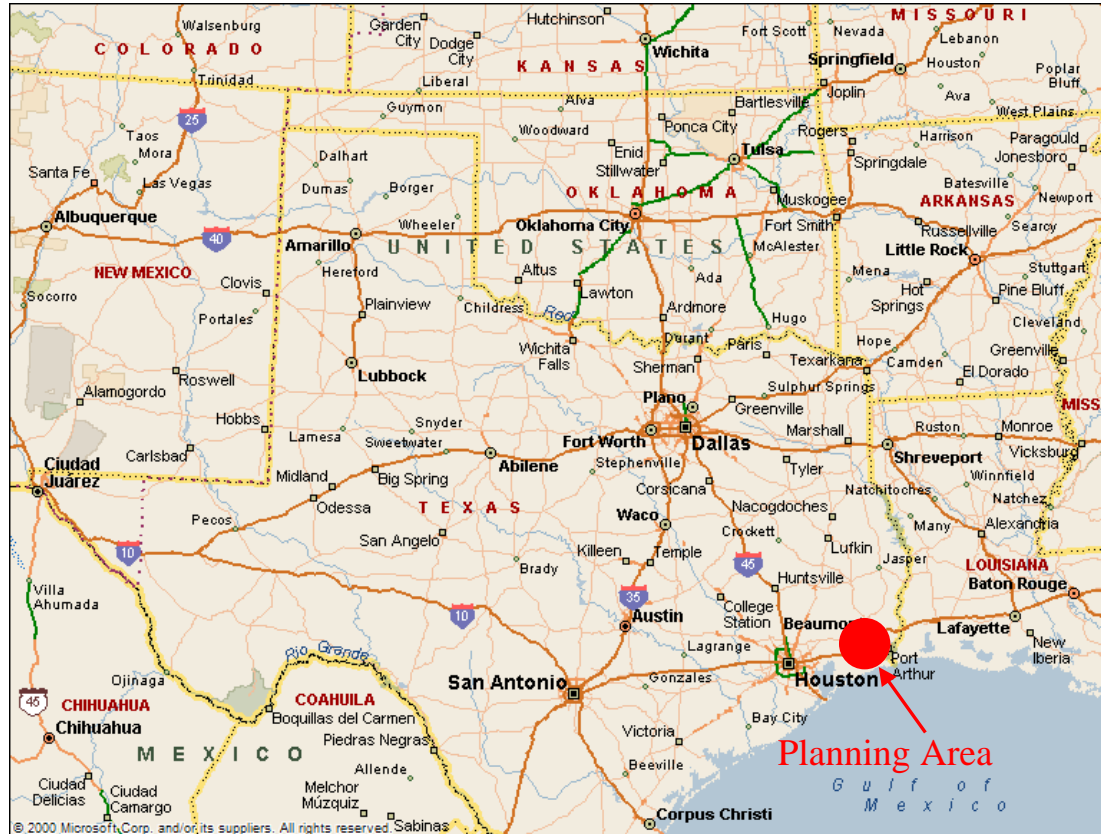 Walsenburg
Garden
City
Dodge
City
Hutchinson
MISSOURI
Fort Scott
Nevada
Lebanon
COLORADO
Wichita
Springfield
Houston
Poplar
Bluff
KANSAS
Trinidad
Liberal
Joplin
Ava
Guymon
Alva
Bartlesville
West Plains
25
Ponca City
Rogers
Harrison
Paragould
Taos
Woodward
Mora
Dalhart
Enid
Tulsa
Springdale
Jonesboro
Santa Fe
Stillwater
Batesville
Las Vegas
Dumas
Borger
OKLAHOMA
Muskogee
ARKANSAS
Newport
Albuquerque
Wheeler
Oklahoma City
Fort Smith
Russellville
Searcy
40
Amarillo
UNITED STATES
McAlester
Little Rock
NEW MEXICO
Hereford
Altus
Ada
Mena
Stuttgart
Clovis
Lawton
Hot
Springs
Pine Bluff
Socorro
Plainview
Childress
Ardmore
Portales
Red
Hugo
Cleveland
Durant
Paris
Hope
Wichita
Falls
Sherman
Texarkana
Camden
Greenville
Roswell
Lubbock
El Dorado
Alamogordo
Plano
Sulphur Springs
Greenville
MISS
Hobbs
Snyder
Lamesa
Sweetwater
Fort Worth
Dallas
Marshall
Ruston
Monroe
Carlsbad
Abilene
Shreveport
Vicksburg
Ciudad
Juárez
Midland
Big Spring
Stephenville
Tyler
Winnfield
Odessa
Corsicana
Natchitoches
Natchez
TEXAS
Nacogdoches
Pecos
Waco
Many
Alexandria
San Angelo
Crockett
Lufkin
10
Killeen
Temple
45
Jasper
Brady
LOUISIANA
Villa
Ahumada
35
Huntsville
Baton Rouge
10
Austin
College
Station
Beaumont
Lafayette
Rio Grande
Lagrange
Port
Arthur
New
Iberia
Ojinaga
San Antonio
Gonzales
Houston
45
CHIHUAHUA
COAHUILA
Boquillas del Carmen
Bay City
Chihuahua
Piedras Negras
Victoria
Planning Area
MEXICO
Allende
Beeville
Ciudad
Delicias
Ciudad
Camargo
Melchor
Múzquiz
Gulf of
Mexico
Corpus Christi
Sabinas
© 2000 Microsoft Corp. and/or its suppliers. All rights reserved.